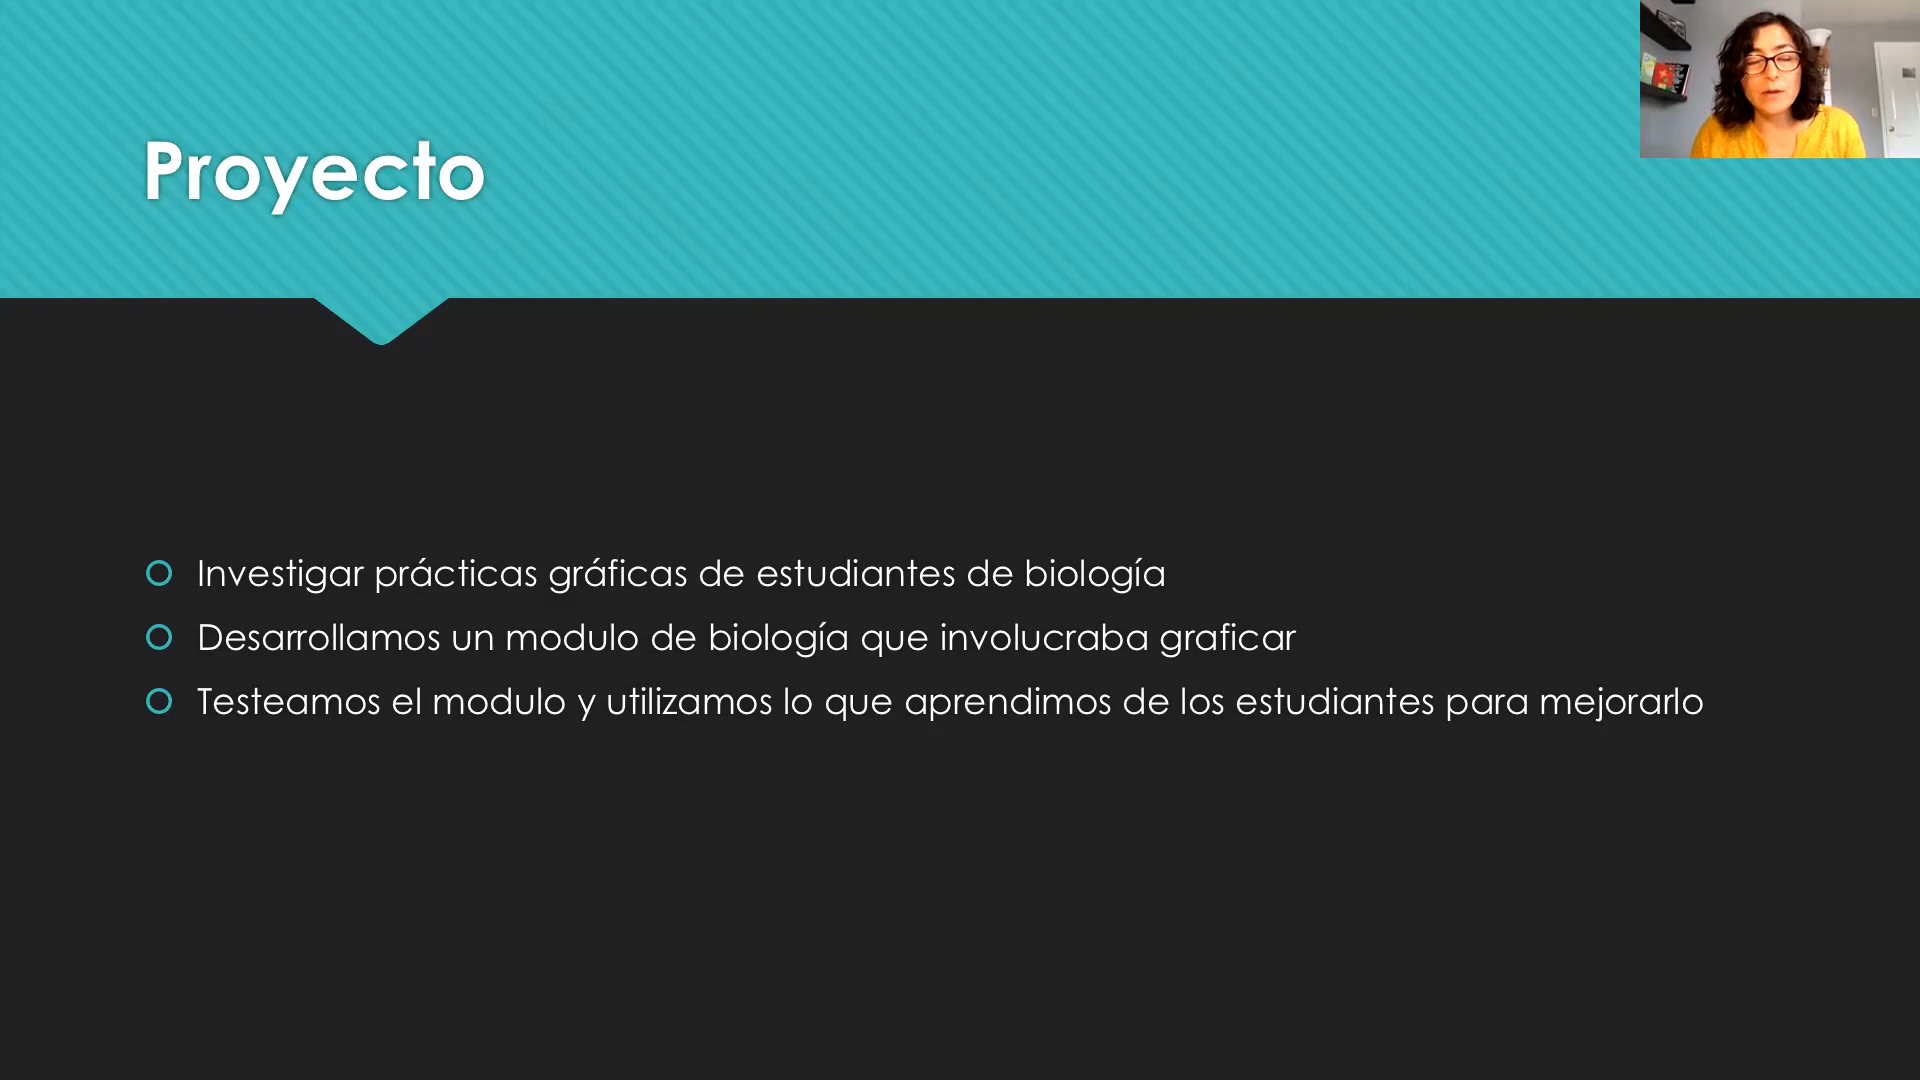 Proyecto
Investigar prácticas gráficas de estudiantes de biología
Desarrollamos un modulo de biología que involucraba graficar
Testeamos el modulo y utilizamos lo que aprendimos de los estudiantes para mejorarlo